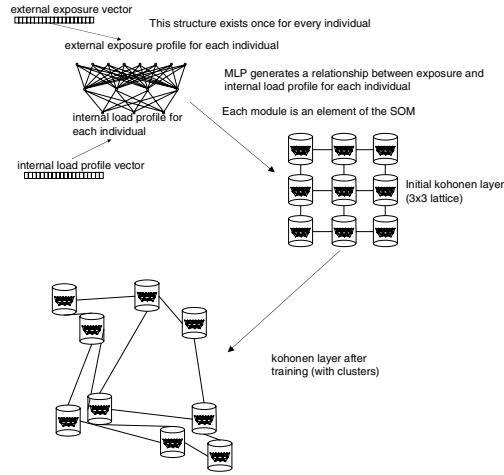 external exposure vector
This structure exists once for every individual
external exposure profile for each individual
MLP generates a relationship between exposure and
internal load profile for each individual
Each module is an element of the SOM
internal load profile for
each individual
internal load profile vector
Initial kohonen layer
(3x3 lattice)
kohonen layer after
training (with clusters)